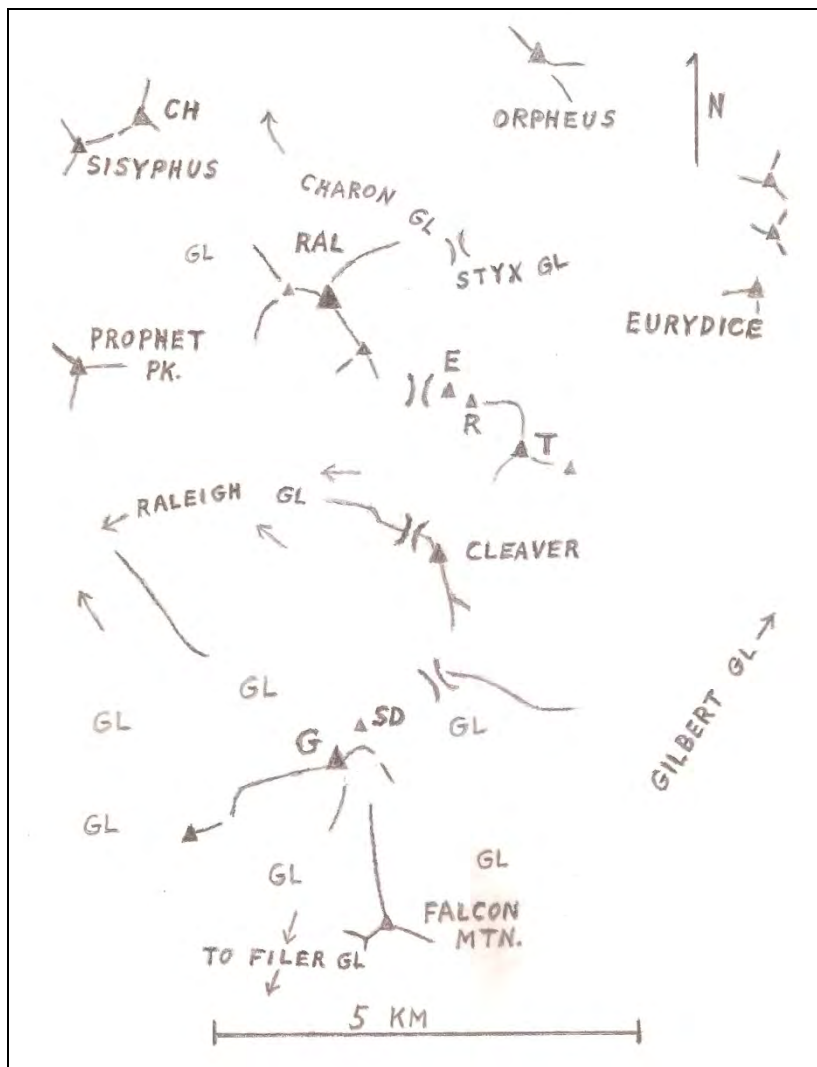 ORPHEUS
N
CH
SISYPHUS
CHARON GL
GL
RAL
STYX GL
EURYDICE
PROPHET
PK.
E
R
T
RALEIGH GL
CLEAVER
GL
GL
SD
GL
G
GILBERT GL
GL
GL
GL
FALCON
MTN.
TO FILER GL
5 KM